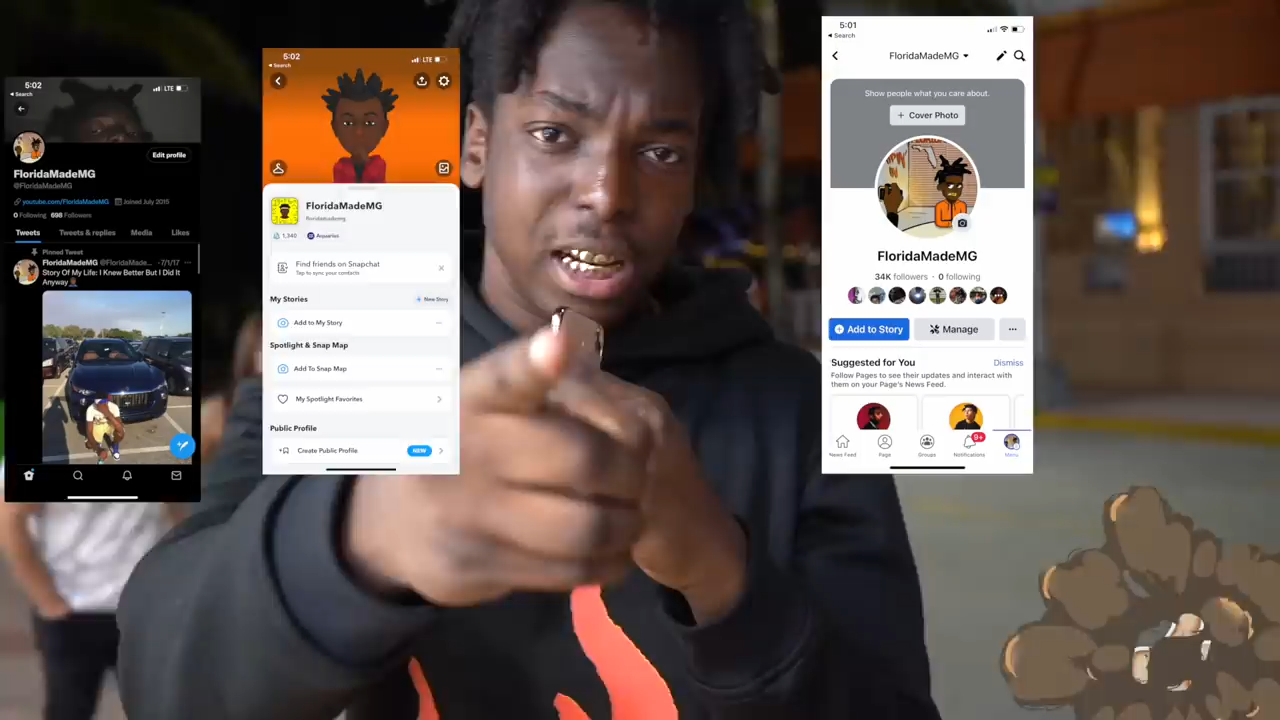 5:02
LTE
Search
Edit profile
FloridaMadeMG
@FloridaMadeMG
youtube.com/FloridaMadeMG Joined July 2015
0 Following 698 Followers
Tweets Tweets & replies Media Likes
Pinned Tweet
FloridaMadeMG @FloridaMade... -7/1/17
Story Of My Life: I Knew Better But I Did It
Anyway
5:02
LTE
Search
FloridaMadeMG
floridamademg
1,340 Aquarius
Find friends on Snapchat
Tap to sync your contacts
My Stories + New Story
Add to My Story
Spotlight & Snap Map
Add To Snap Map
My Spotlight Favorites
Public Profile
Create Public Profile NEW
5:01
Search
FloridaMadeMG
Show people what you care about.
+ Cover Photo
FloridaMadeMG
34K followers · 0 following
Add to Story Manage ...
Suggested for You Dismiss
Follow Pages to see their updates and interact with
them on your Page's News Feed.
9+
News Feed Page Groups Notifications Menu